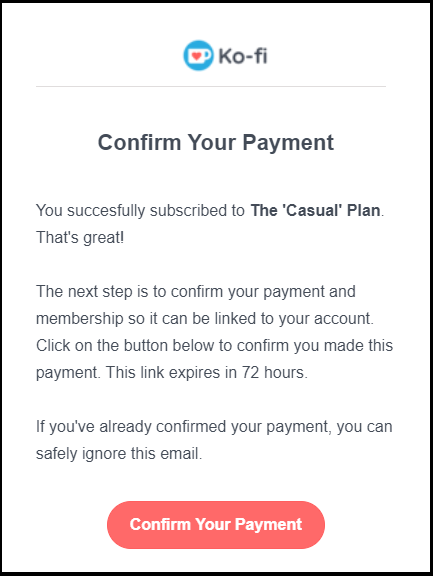 Ko-fi
Confirm Your Payment
You succesfully subscribed to The 'Casual' Plan.
That's great!
The next step is to confirm your payment and
membership so it can be linked to your account.
Click on the button below to confirm you made this
payment. This link expires in 72 hours.
If you've already confirmed your payment, you can
safely ignore this email.
Confirm Your Payment